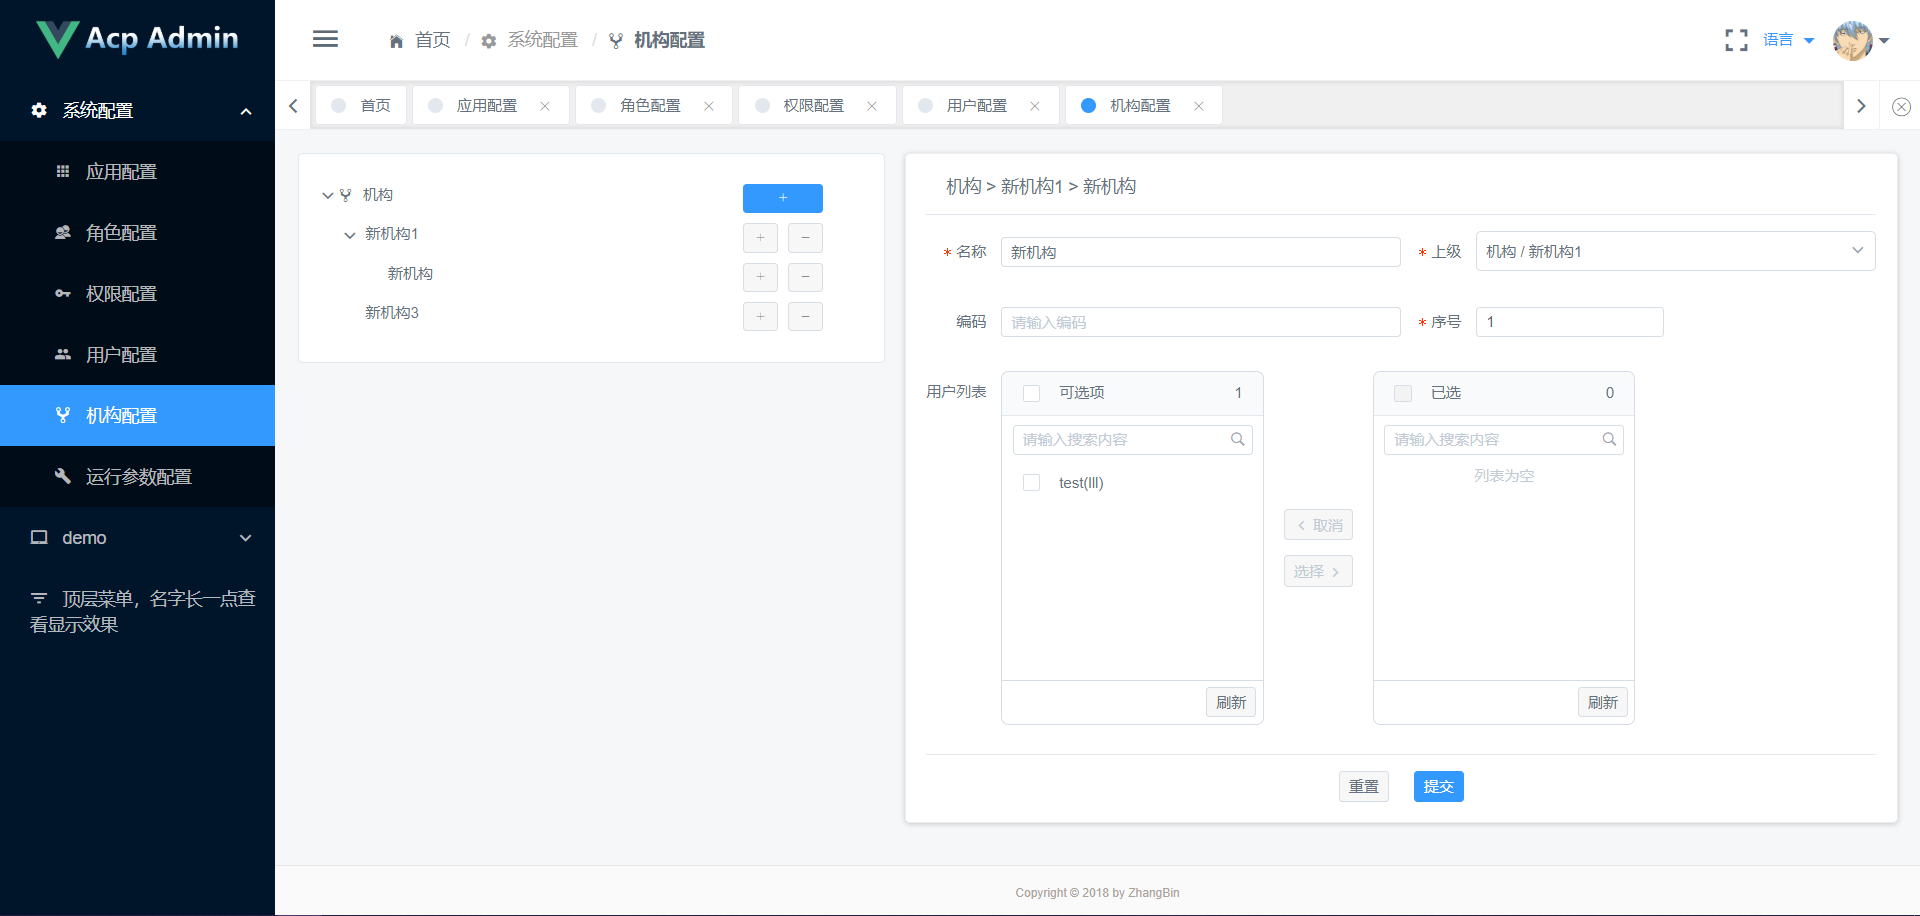 Acp Admin
系统配置
应用配置
角色配置
权限配置
用户配置
机构配置
运行参数配置
demo
顶层菜单，名字长一点查
看显示效果
首页 / 系统配置 / 机构配置
语言
首页
应用配置
角色配置
权限配置
用户配置
机构配置
机构
+
新机构1
+ −
新机构
+ −
新机构3
+ −
机构 > 新机构1 > 新机构
* 名称 新机构
* 上级 机构 / 新机构1
编码 请输入编码
* 序号 1
用户列表
可选项 1
请输入搜索内容
test(lll)
刷新
取消
选择
已选 0
请输入搜索内容
列表为空
刷新
重置 提交
Copyright © 2018 by ZhangBin